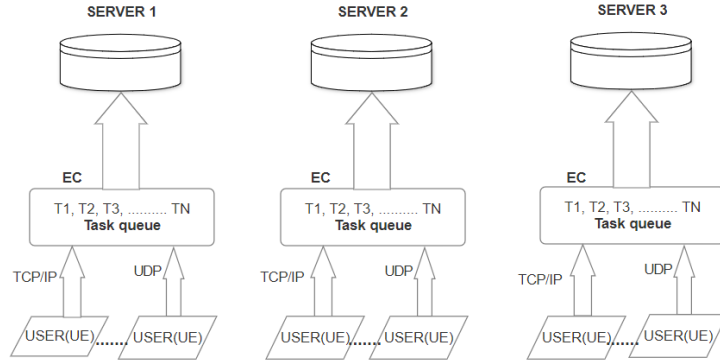 SERVER 1
EC
T1, T2, T3, .......... TN
Task queue
TCP/IP
UDP
USER(UE)
.......
USER(UE)
SERVER 2
EC
T1, T2, T3, .......... TN
Task queue
TCP/IP
UDP
USER(UE)
.......
USER(UE)
SERVER 3
EC
T1, T2, T3, .......... TN
Task queue
TCP/IP
UDP
USER(UE)
.......
USER(UE)